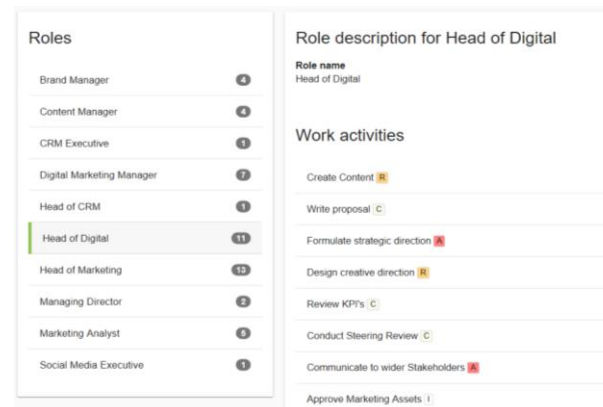 Roles
Brand Manager 4
Content Manager 4
CRM Executive 1
Digital Marketing Manager 7
Head of CRM 1
Head of Digital 11
Head of Marketing 13
Managing Director 2
Marketing Analyst 5
Social Media Executive 1
Role description for Head of Digital
Role name
Head of Digital
Work activities
Create Content R
Write proposal C
Formulate strategic direction A
Design creative direction R
Review KPI's C
Conduct Steering Review C
Communicate to wider Stakeholders A
Approve Marketing Assets I